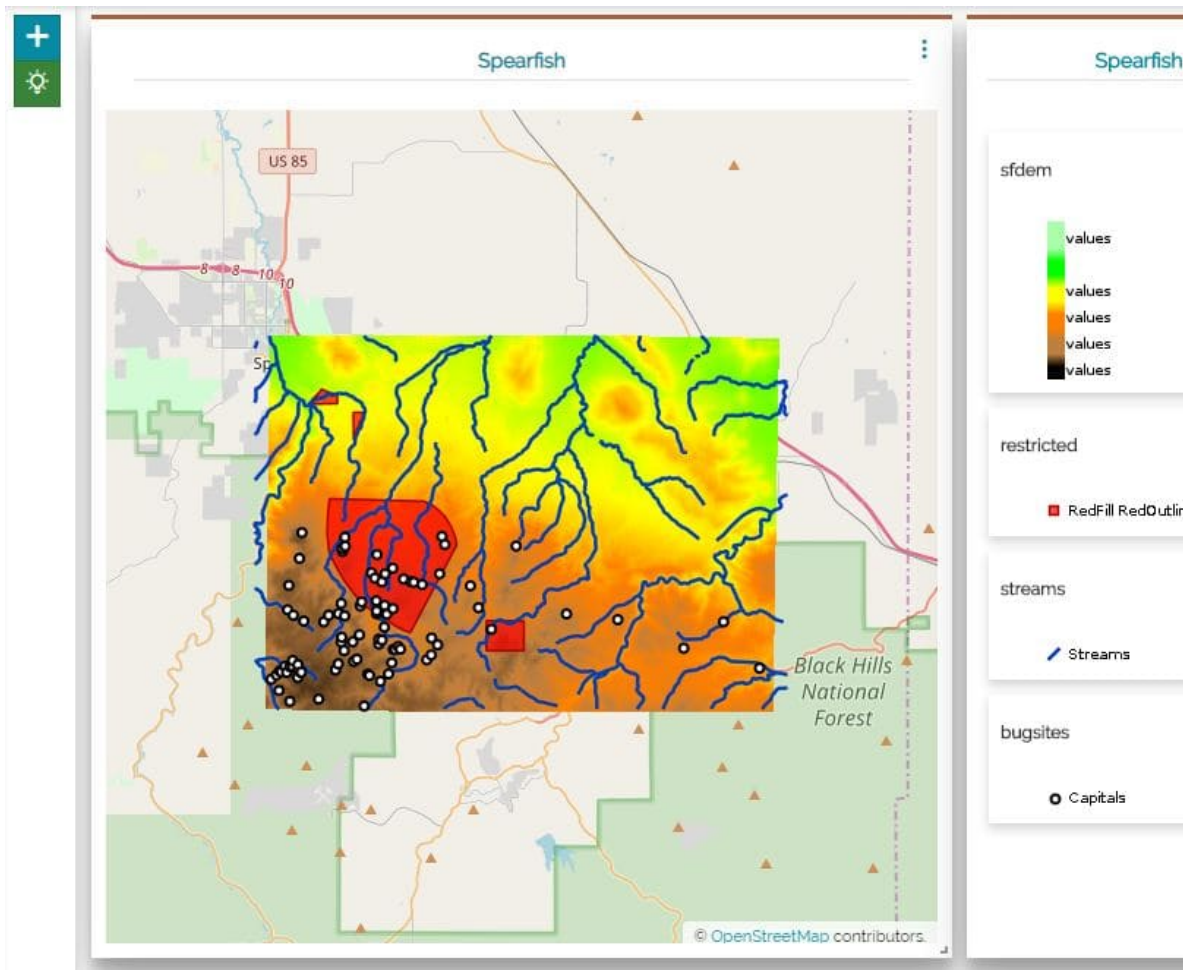 Spearfish
US 85
8
8
10
10
Sp
Black Hills
National
Forest
© OpenStreetMap contributors.
Spearfish
sfdem
values
values
values
values
values
restricted
RedFill RedOutlin
streams
Streams
bugsites
Capitals